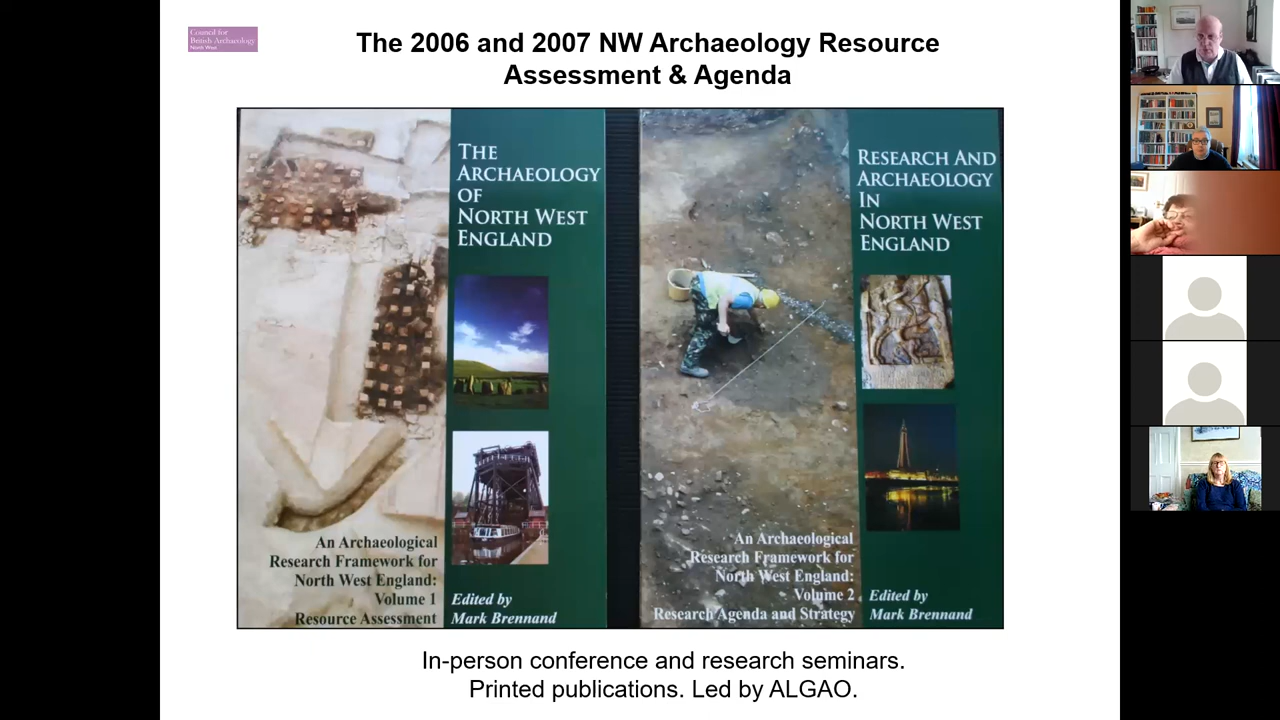 Council for
British Archaeology
North West
The 2006 and 2007 NW Archaeology Resource
Assessment & Agenda
THE
ARCHAEOLOGY
OF
NORTH WEST
ENGLAND
An Archaeological
Research Framework for
North West England:
Volume 1
Resource Assessment
Edited by
Mark Brennand
RESEARCH AND
ARCHAEOLOGY
IN
NORTH WEST
ENGLAND
An Archaeological
Research Framework for
North West England:
Volume 2
Research Agenda and Strategy
Edited by
Mark Brennand
In-person conference and research seminars.
Printed publications. Led by ALGAO.